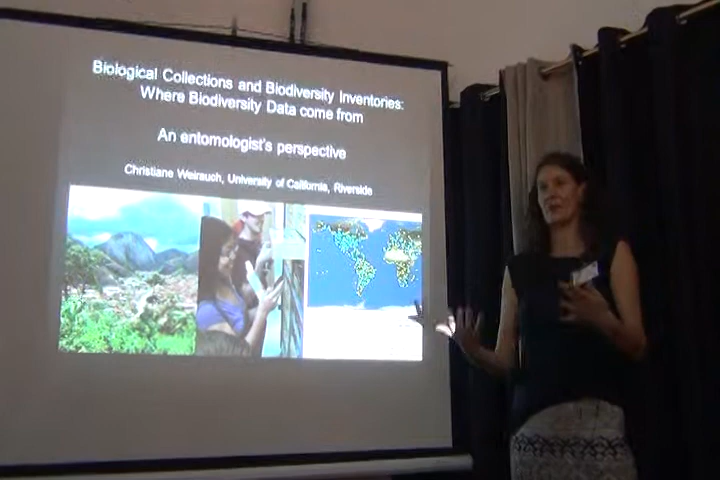 Biological Collections and Biodiversity Inventories:
Where Biodiversity Data come from
An entomologist's perspective
Christiane Weirauch, University of California, Riverside